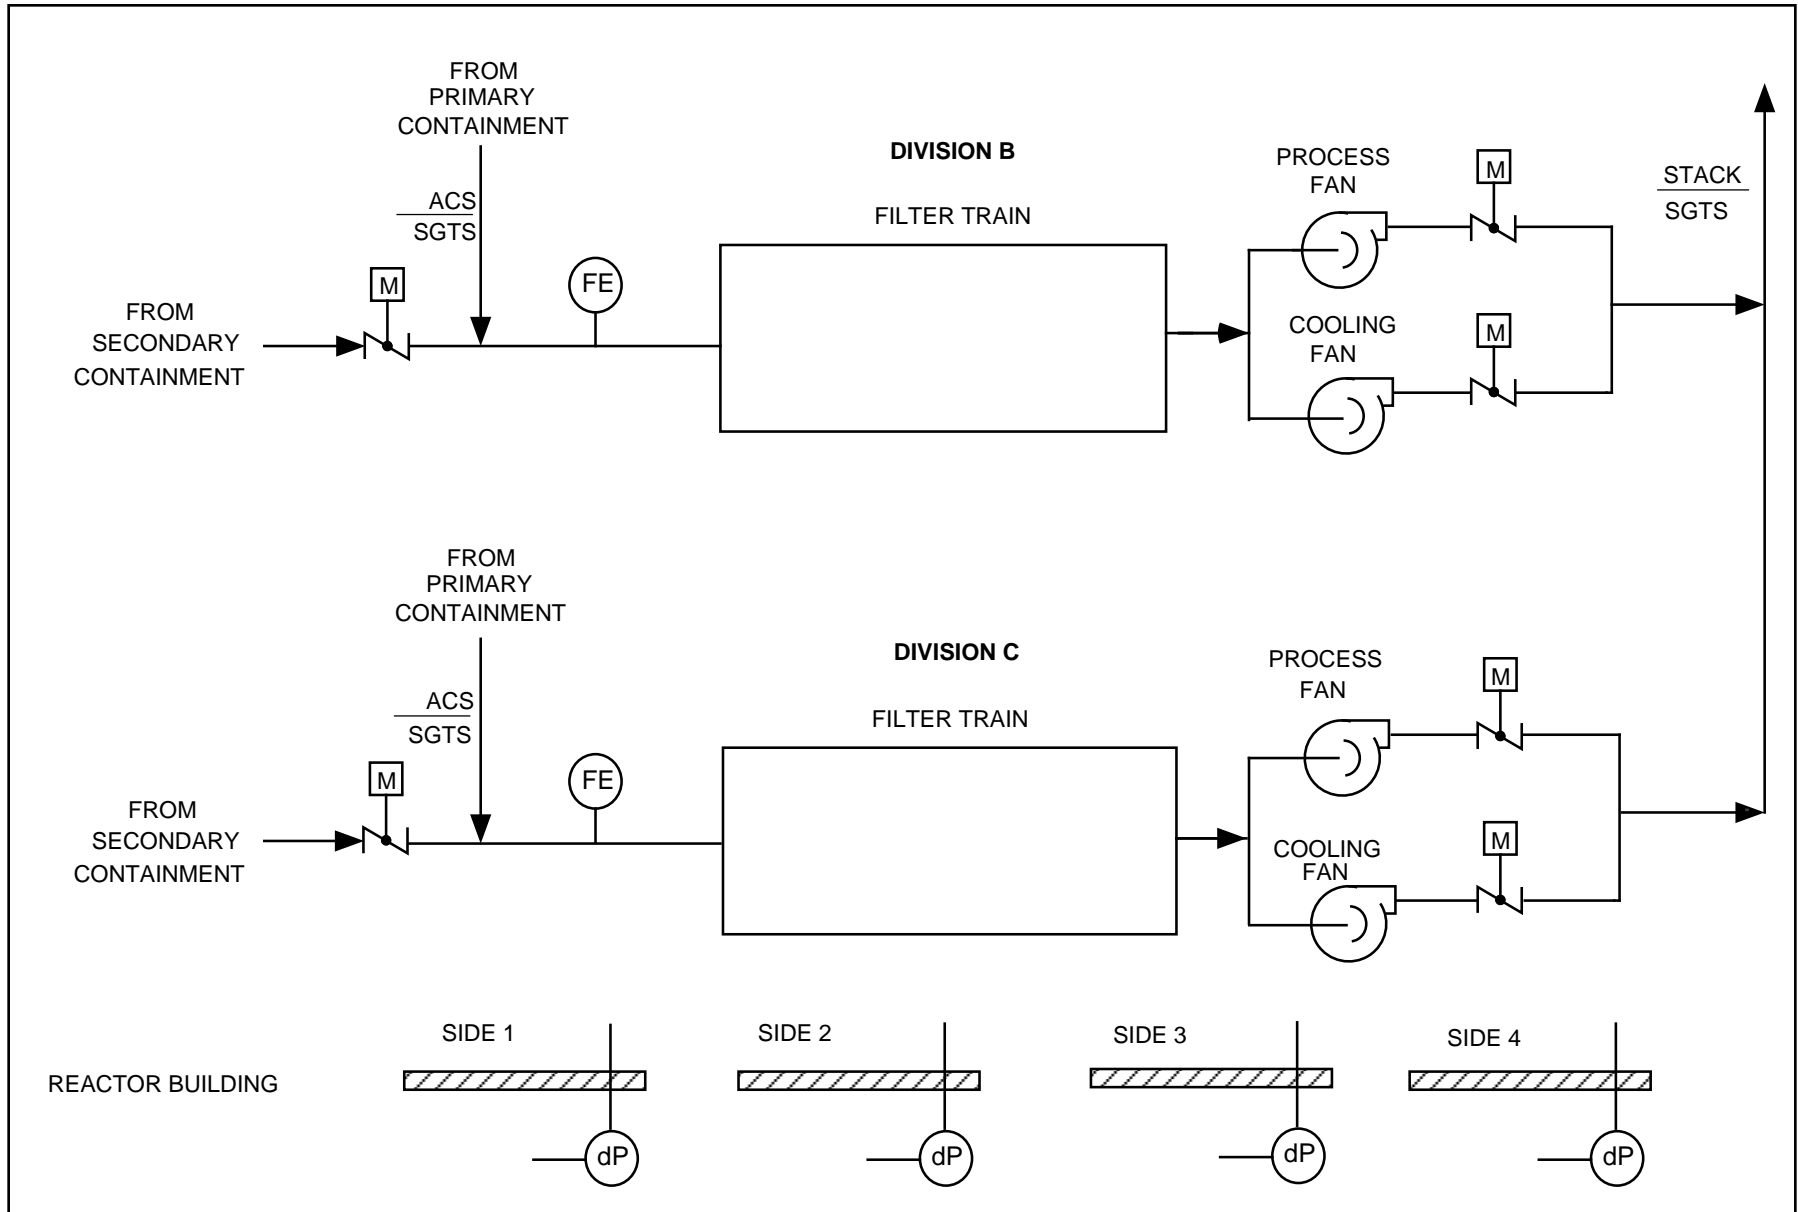 FROM
PRIMARY
CONTAINMENT
ACS
SGTS
M
FROM
SECONDARY
CONTAINMENT
FE
DIVISION B
FILTER TRAIN
PROCESS
FAN
M
COOLING
FAN
M
STACK
SGTS
FROM
PRIMARY
CONTAINMENT
ACS
SGTS
M
FROM
SECONDARY
CONTAINMENT
FE
DIVISION C
FILTER TRAIN
PROCESS
FAN
M
COOLING
FAN
M
REACTOR BUILDING
SIDE 1
dP
SIDE 2
dP
SIDE 3
dP
SIDE 4
dP